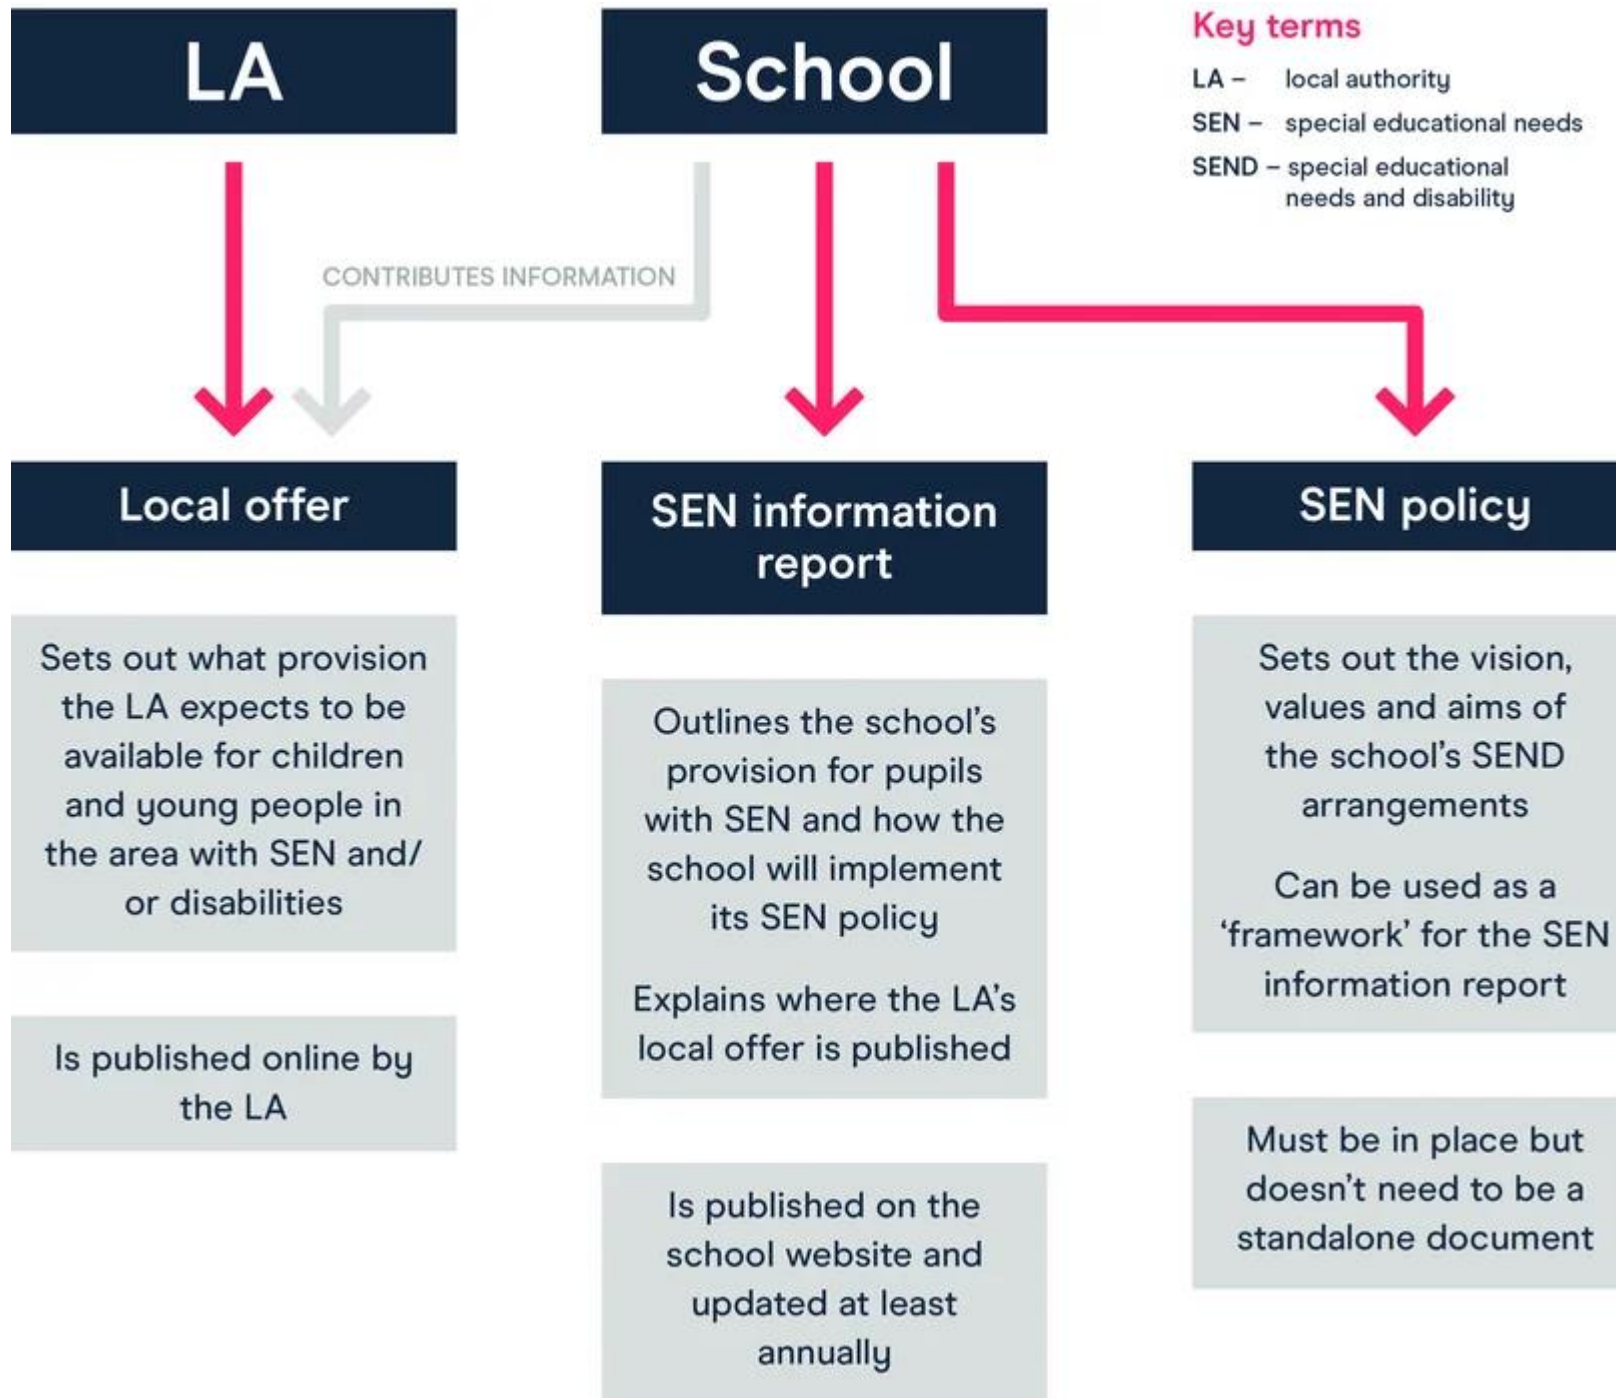 LA
School
Key terms
LA – local authority
SEN – special educational needs
SEND – special educational
needs and disability
CONTRIBUTES INFORMATION
Local offer
Sets out what provision
the LA expects to be
available for children
and young people in
the area with SEN and/
or disabilities
Is published online by
the LA
SEN information
report
Outlines the school’s
provision for pupils
with SEN and how the
school will implement
its SEN policy
Explains where the LA’s
local offer is published
Is published on the
school website and
updated at least
annually
SEN policy
Sets out the vision,
values and aims of
the school’s SEND
arrangements
Can be used as a
‘framework’ for the SEN
information report
Must be in place but
doesn’t need to be a
standalone document